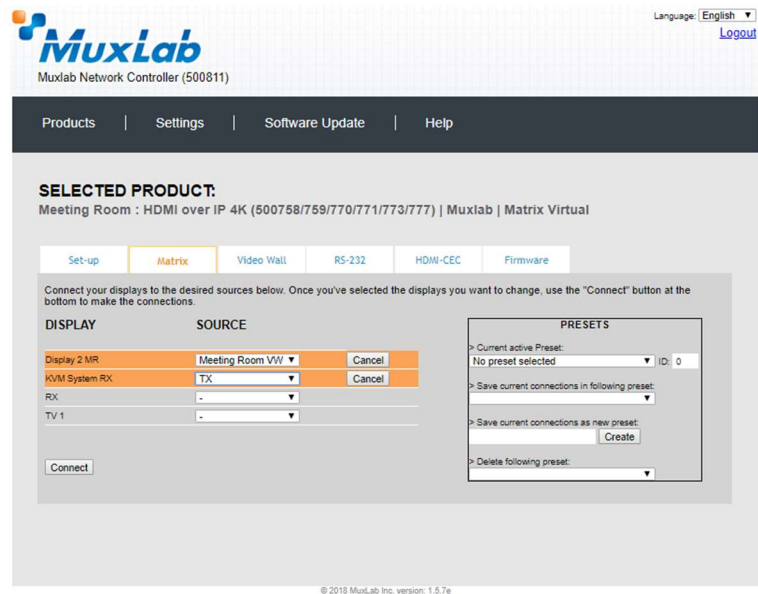 Language: English
Logout
MuxLab
Muxlab Network Controller (500811)
Products | Settings | Software Update | Help
SELECTED PRODUCT:
Meeting Room : HDMI over IP 4K (500758/759/770/771/773/777) | Muxlab | Matrix Virtual
Set-up Matrix Video Wall RS-232 HDMI-CEC Firmware
Connect your displays to the desired sources below. Once you've selected the displays you want to change, use the "Connect" button at the
bottom to make the connections.
DISPLAY SOURCE
Display 2 MR Meeting Room VW Cancel
KVM System RX TX Cancel
RX -
TV 1 -
Connect
PRESETS
> Current active Preset:
No preset selected ID: 0
> Save current connections in following preset:
> Save current connections as new preset:
Create
> Delete following preset:
© 2018 MuxLab Inc. version: 1.5.7e